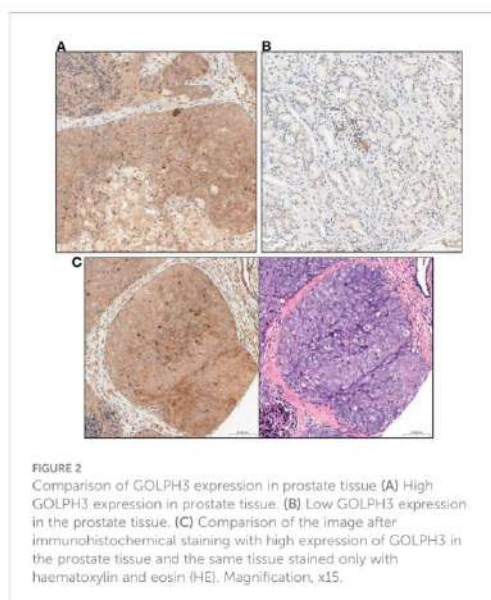 A
B
C
FIGURE 2
Comparison of GOLPH3 expression in prostate tissue (A) High
GOLPH3 expression in prostate tissue. (B) Low GOLPH3 expression
in the prostate tissue. (C) Comparison of the image after
immunohistochemical staining with high expression of GOLPH3 in
the prostate tissue and the same tissue stained only with
haematoxylin and eosin (HE). Magnification, x15.